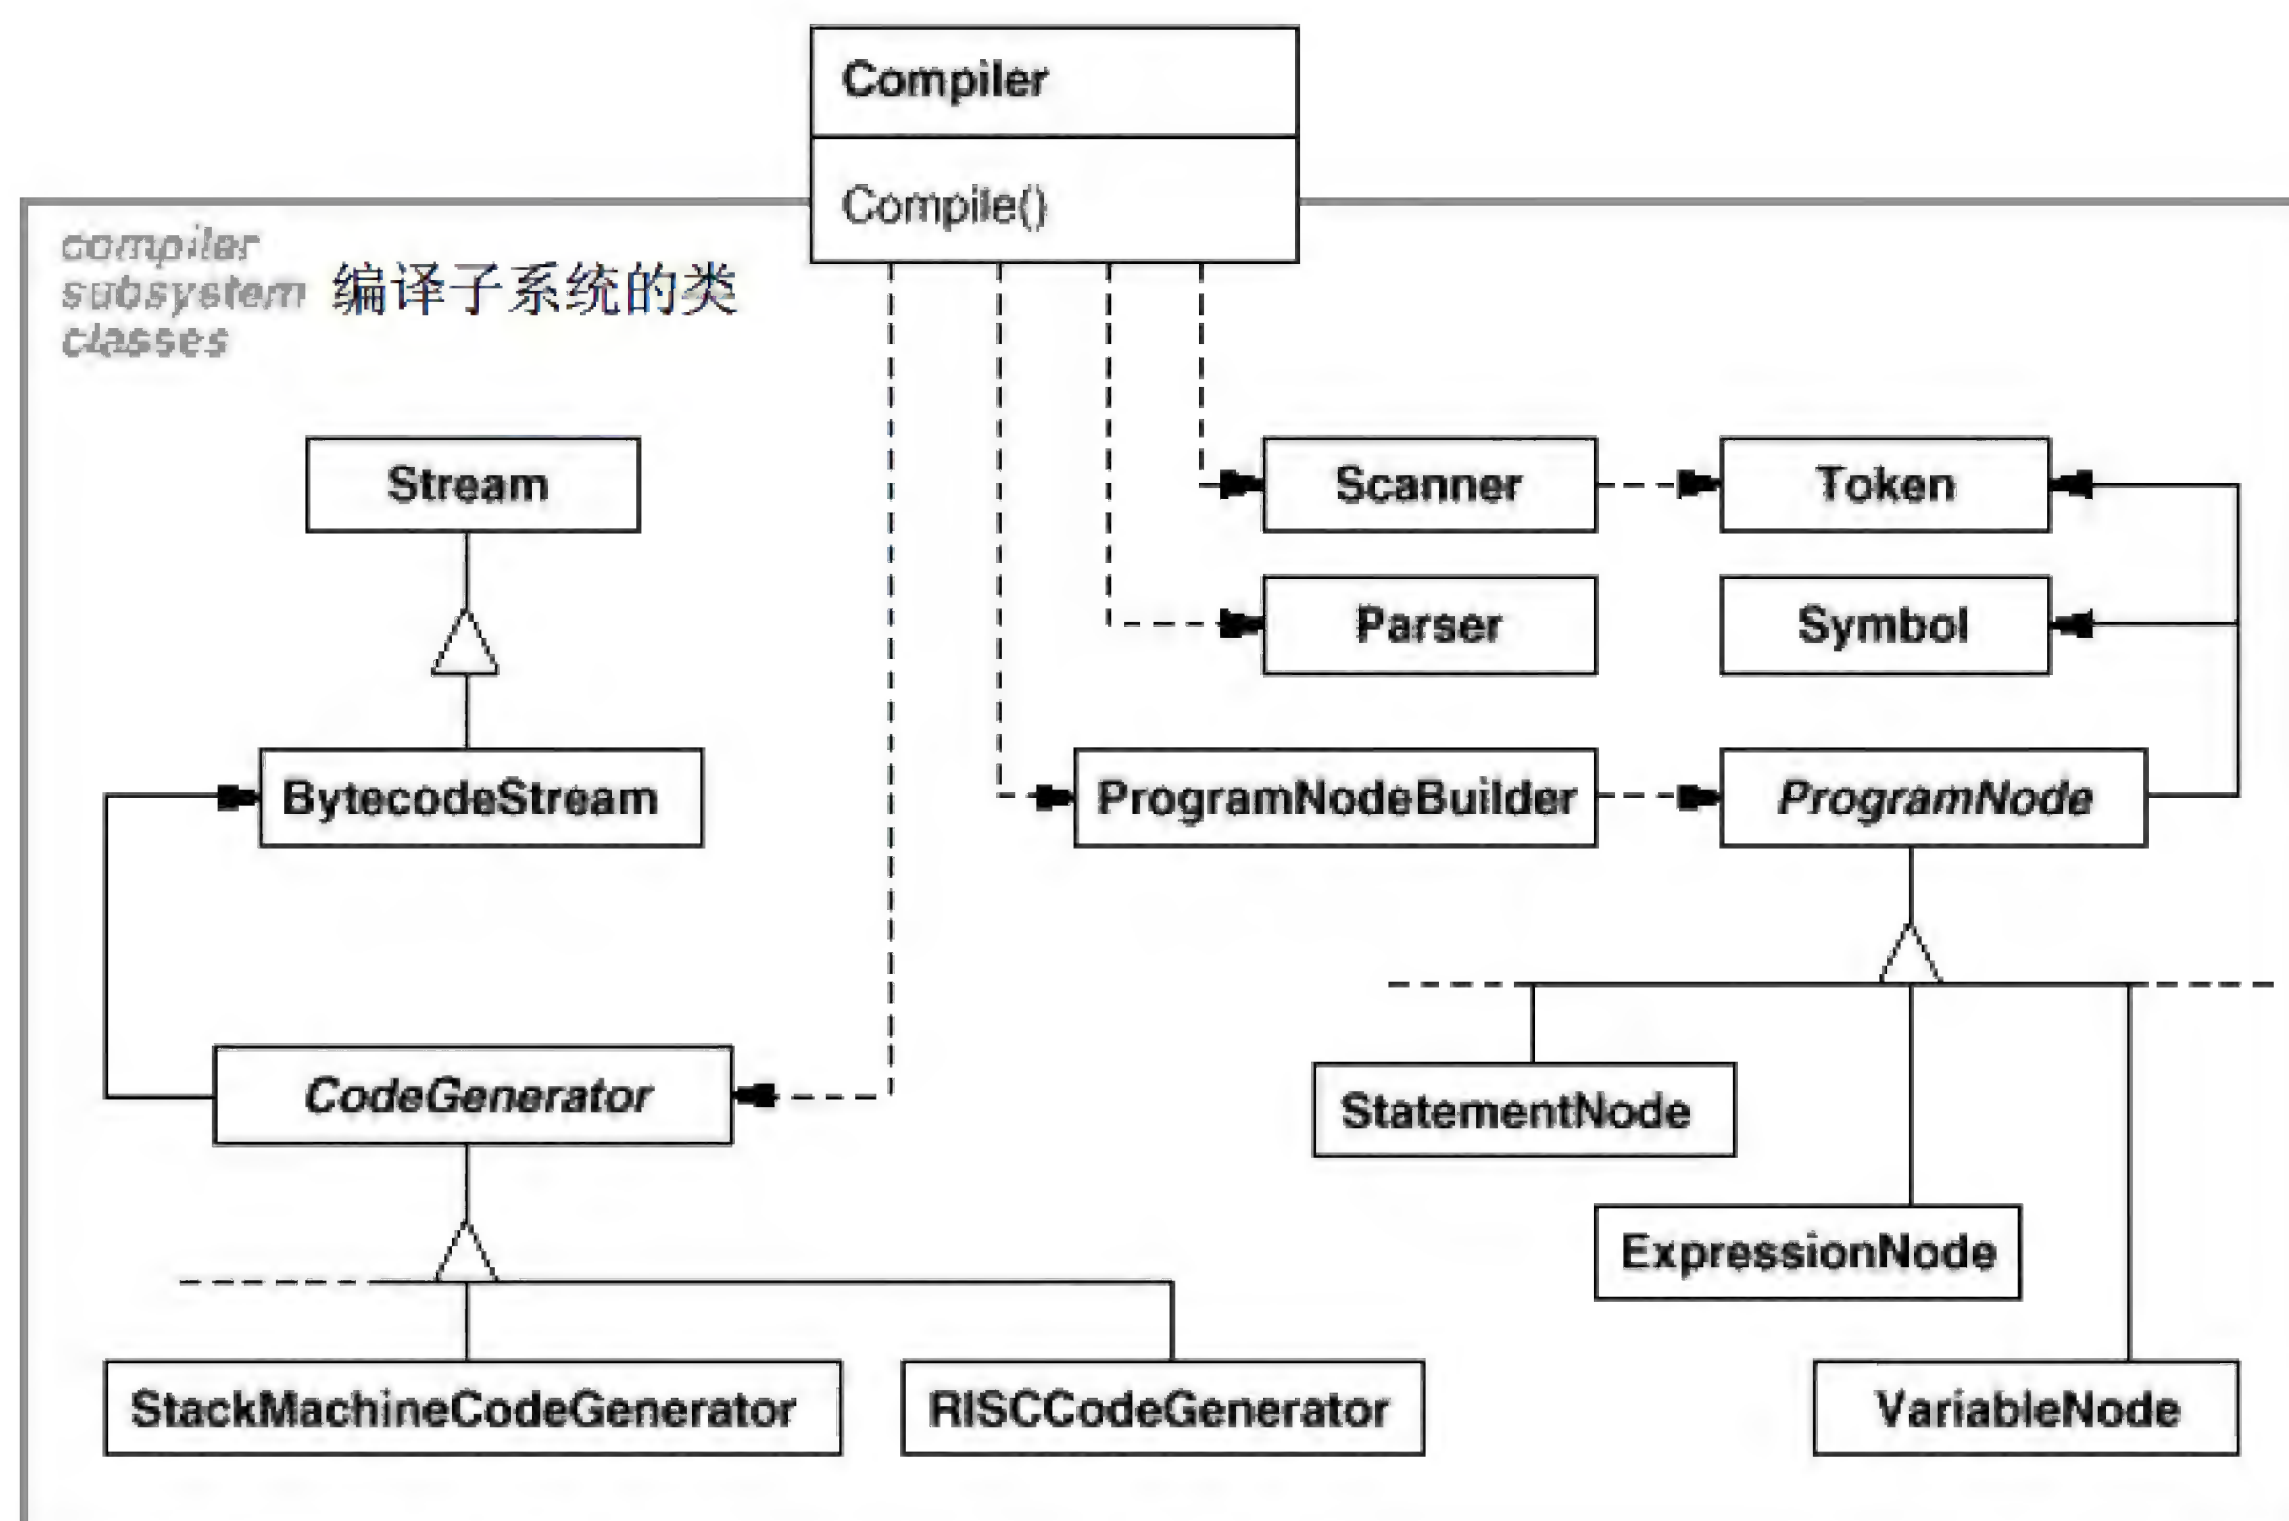 Compiler
Compile()
compiler
subsystem 编译子系统的类
classes
Stream
Scanner
Token
Parser
Symbol
BytecodeStream
ProgramNodeBuilder
ProgramNode
CodeGenerator
StatementNode
ExpressionNode
StackMachineCodeGenerator
RISCCodeGenerator
VariableNode